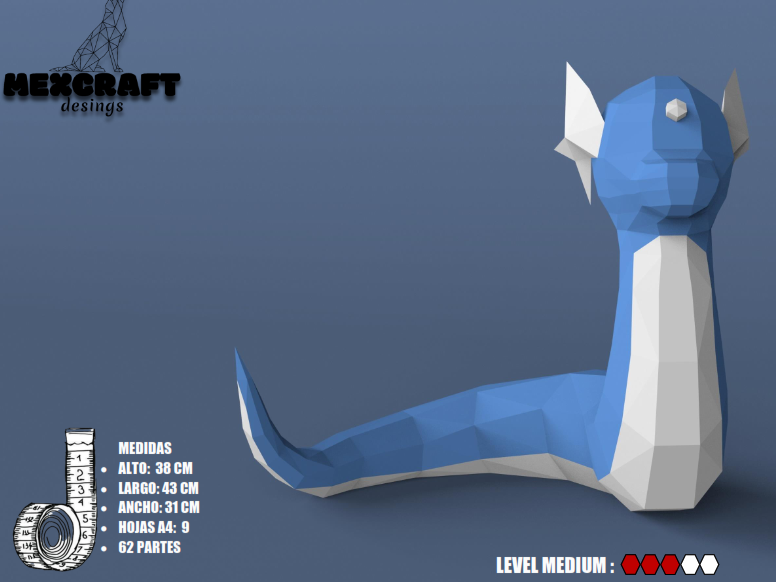 MEXCRAFT
desings
MEDIDAS
• ALTO: 38 CM
• LARGO: 43 CM
• ANCHO: 31 CM
• HOJAS A4: 9
• 62 PARTES
LEVEL MEDIUM :